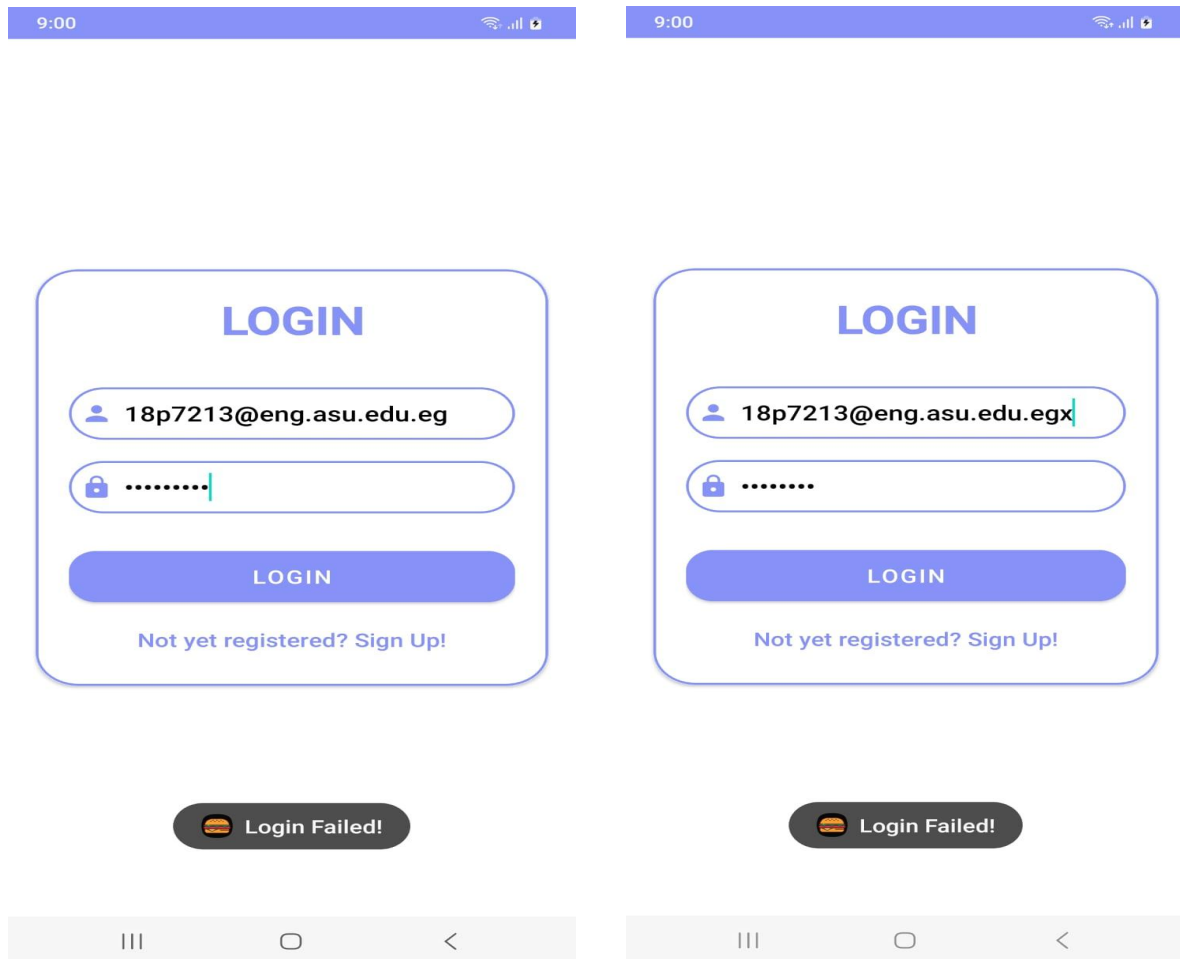 9:00
LOGIN
18p7213@eng.asu.edu.eg
•••••••••
LOGIN
Not yet registered? Sign Up!
Login Failed!
9:00
LOGIN
18p7213@eng.asu.edu.egx
••••••••
LOGIN
Not yet registered? Sign Up!
Login Failed!